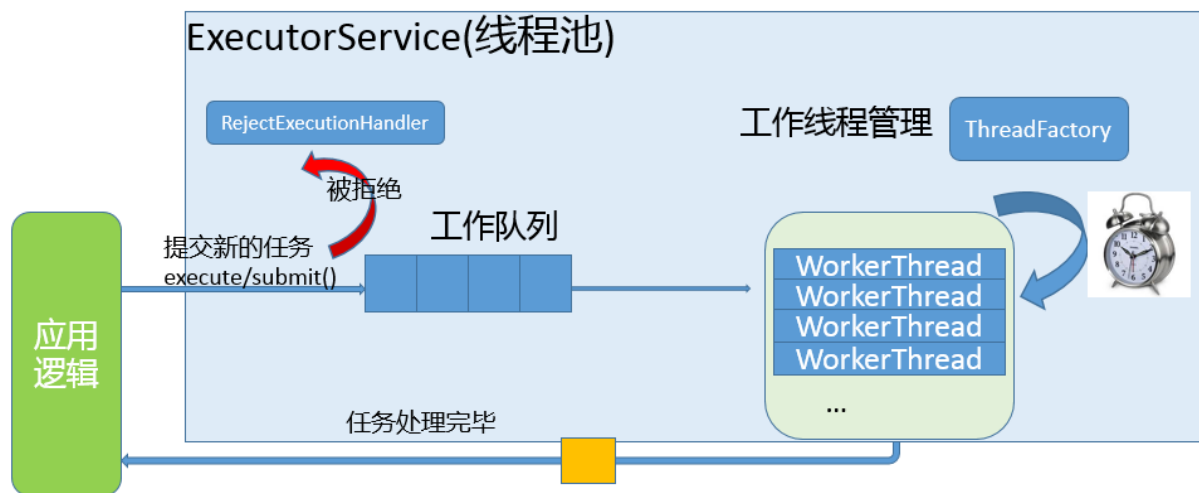 ExecutorService(线程池)
RejectExecutionHandler
工作线程管理
ThreadFactory
被拒绝
工作队列
提交新的任务
execute/submit()
WorkerThread
WorkerThread
WorkerThread
WorkerThread
...
应用
逻辑
任务处理完毕